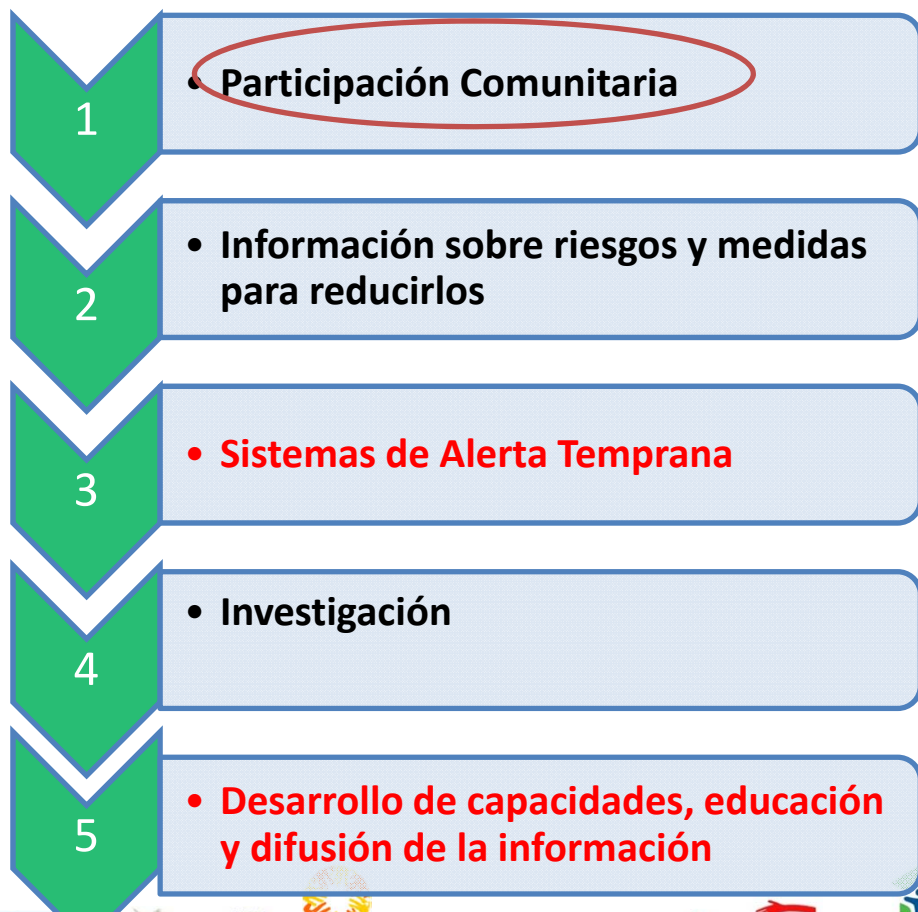 1
• Participación Comunitaria
2
• Información sobre riesgos y medidas
para reducirlos
3
• Sistemas de Alerta Temprana
4
• Investigación
5
• Desarrollo de capacidades, educación
y difusión de la información